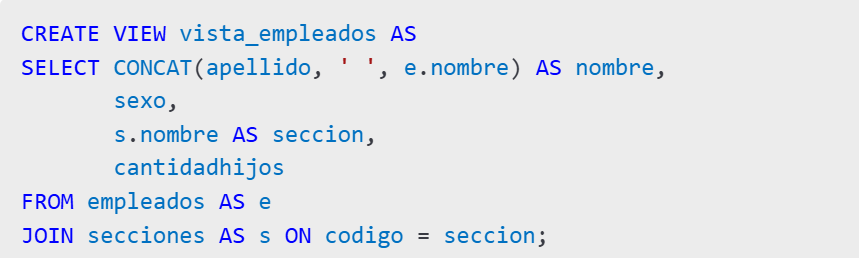 CREATE VIEW vista_empleados AS
SELECT CONCAT(apellido, ' ', e.nombre) AS nombre,
       sexo,
       s.nombre AS seccion,
       cantidadhijos
FROM empleados AS e
JOIN secciones AS s ON codigo = seccion;